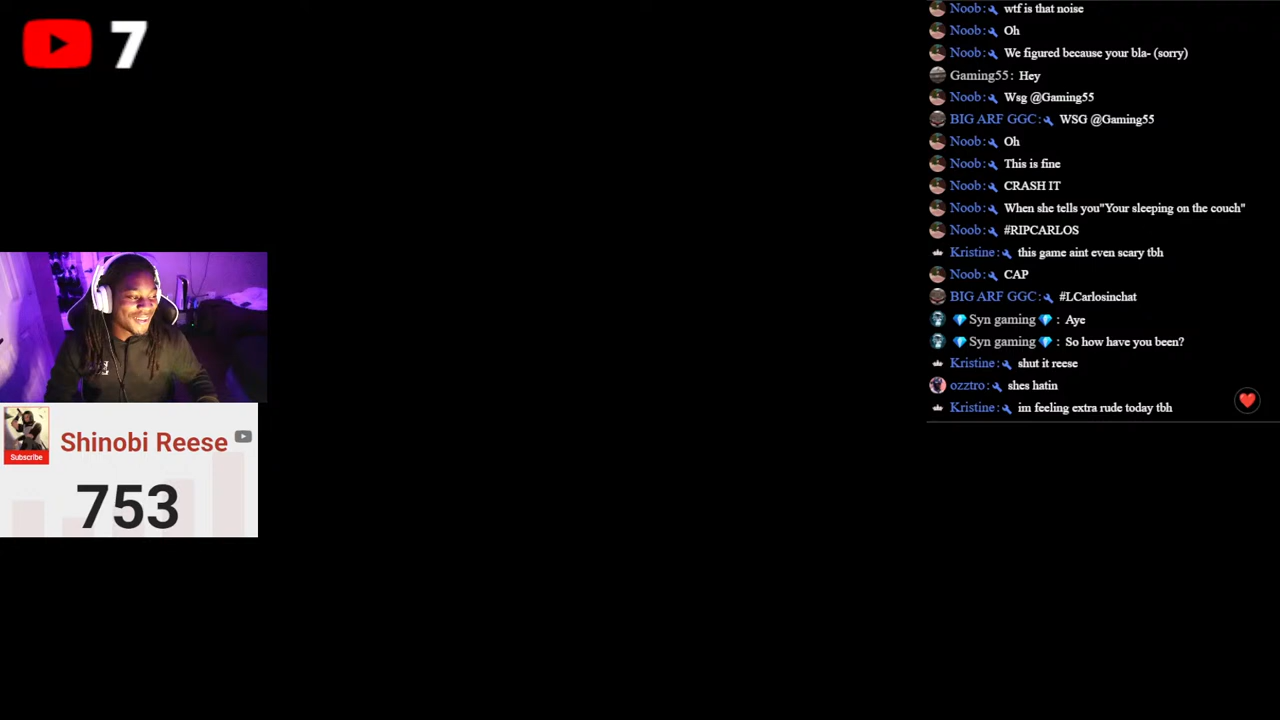 7
Noob: wtf is that noise
Noob: Oh
Noob: We figured because your bla- (sorry)
Gaming55: Hey
Noob: Wsg @Gaming55
BIG ARF GGC: WSG @Gaming55
Noob: Oh
Noob: This is fine
Noob: CRASH IT
Noob: When she tells you"Your sleeping on the couch"
Noob: #RIPCARLOS
Kristine: this game aint even scary tbh
Noob: CAP
BIG ARF GGC: #LCarlosinchat
💎 Syn gaming 💎 : Aye
💎 Syn gaming 💎 : So how have you been?
Kristine: shut it reese
ozztro: shes hatin
Kristine: im feeling extra rude today tbh
Shinobi Reese
Subscribe
753